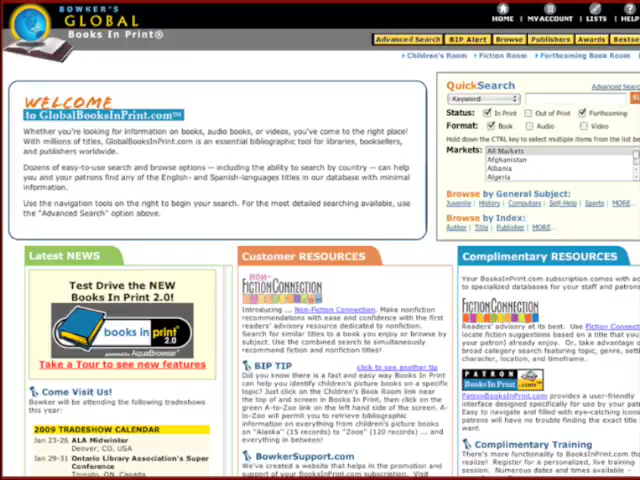 BOWKER'S
GLOBAL
Books In Print®
HOME MY ACCOUNT LISTS HELP
Advanced Search BIP Alert Browse Publishers Awards
Children's Room Fiction Room Forthcoming Book Room
WELCOME
to GlobalBooksInPrint.com™
Whether you're looking for information on books, audio books, or videos, you've come to the right place!
With millions of titles, GlobalBooksInPrint.com is an essential bibliographic tool for libraries, booksellers,
and publishers worldwide.
Dozens of easy-to-use search and browse options -- including the ability to search by country -- can help
you and your patrons find any of the English- and Spanish-languages titles in our database with minimal
information.
Use the navigation tools on the right to begin your search. For the most detailed searching available, use
the "Advanced Search" option above.
QuickSearch
Advanced Searc
Keyword
Status: In Print Out of Print Forthcoming
Format: Book Audio Video
Hold down the CTRL key to select multiple items from the list be
Markets: All Markets
Afghanistan
Albania
Algeria
Browse by General Subject:
Juvenile | History | Computers | Self-Help | Sports | MORE...
Browse by Index:
Author | Title | Publisher | MORE...
Latest NEWS
Test Drive the NEW
Books In Print 2.0!
books in print 2.0
powered by AquaBrowser
Take a Tour to see new features
Come Visit Us!
Bowker will be attending the following tradeshows
this year:
2009 TRADESHOW CALENDAR
Jan 23-26 ALA Midwinter
Denver, CO, USA
Jan 29-31 Ontario Library Association's Super
Conference
Toronto, ON, Canada
Customer RESOURCES
NON-
FICTION CONNECTION
Introducing ... Non-Fiction Connection. Make nonfiction
recommendations with ease and confidence with the first
readers' advisory resource dedicated to nonfiction.
Search for similar titles to a book you enjoy or browse by
subject. Use the combined search to simultaneously
recommend fiction and nonfiction titles!
BIP TIP click to see another tip
Did you know there is a fast and easy way Books In Print
can help you identify children's picture books on a specific
topic? Just click on the Children's Book Room link near
the top of screen in Books In Print, then click on the
green A-to-Zoo link on the left hand side of the screen. A-
to-Zoo will permit you to retrieve bibliographic
information on everything from children's picture books
on "Alaska" (15 records) to "Zoos" (120 records) ... and
everything in between!
BowkerSupport.com
We've created a website that helps in the promotion and
support of your BooksInPrint.com subscription. Visit
Complimentary RESOURCES
Your BooksInPrint.com subscription comes with ac
to specialized databases for your staff and patrons
FICTION CONNECTION
Readers' advisory at its best. Use Fiction Connec
locate fiction suggestions based on a title that you
your patron) already enjoy. Or, take advantage o
broad category search featuring topic, genre, setti
character, location, and timeframe.
PATRON
BooksInPrint.com
PatronBooksInPrint.com provides a user-friendly
interface designed specifically for use by your pat
Easy to navigate and filled with eye-catching icons
patrons will have no trouble finding the exact title
want.
Complimentary Training
There's more functionality to BooksInPrint.com tha
realize! Register for a personalized, live training ses
session. Numerous dates and times available -